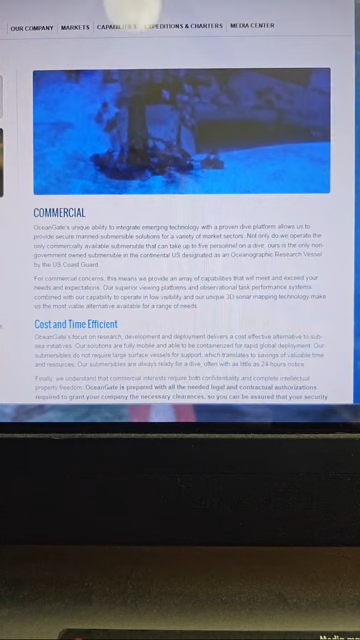 OUR COMPANY MARKETS CAPABILITIES EXPEDITIONS & CHARTERS MEDIA CENTER
COMMERCIAL
OceanGate's unique ability to integrate emerging technology with a proven dive platform allows us to
provide secure manned-submersible solutions for a variety of market sectors. Not only do we operate the
only commercially available submersible that can take up to five personnel on a dive, ours is the only non-
government owned submersible in the continental US designated as an Oceanographic Research Vessel
by the US Coast Guard.
For commercial concerns, this means we provide an array of capabilities that will meet and exceed your
needs and expectations. Our superior viewing platforms and observational task performance systems
combined with our capability to operate in low visibility and our unique 3D sonar mapping technology make
us the most viable alternative available for a range of needs.
Cost and Time Efficient
OceanGate's focus on research, development and deployment delivers a cost effective alternative to sub-
sea initiatives. Our solutions are fully mobile and able to be containerized for rapid global deployment. Our
submersibles do not require large surface vessels for support, which translates to savings of valuable time
and resources. Our submersibles are always ready for a dive, often with as little as 24-hours notice.
Finally, we understand that commercial interests require both confidentiality and complete intellectual
property freedom. OceanGate is prepared with all the needed legal and contractual authorizations
required to grant your company the necessary clearances, so you can be assured that your security